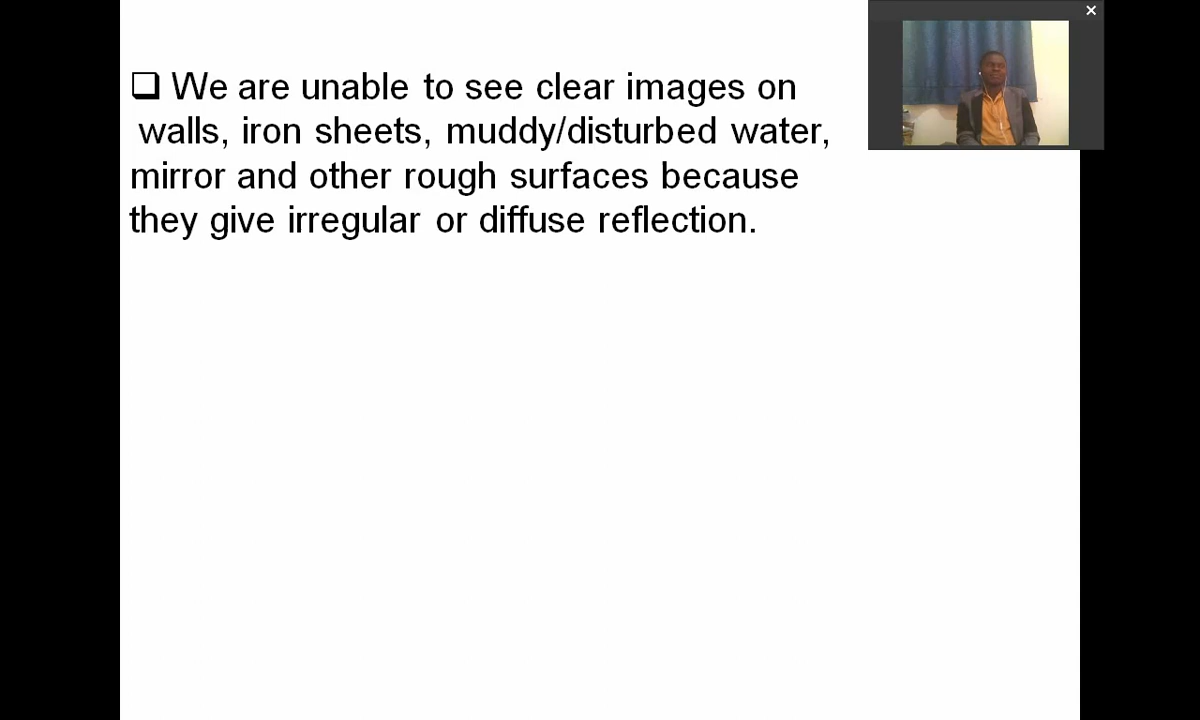 ❑ We are unable to see clear images on
walls, iron sheets, muddy/disturbed water,
mirror and other rough surfaces because
they give irregular or diffuse reflection.